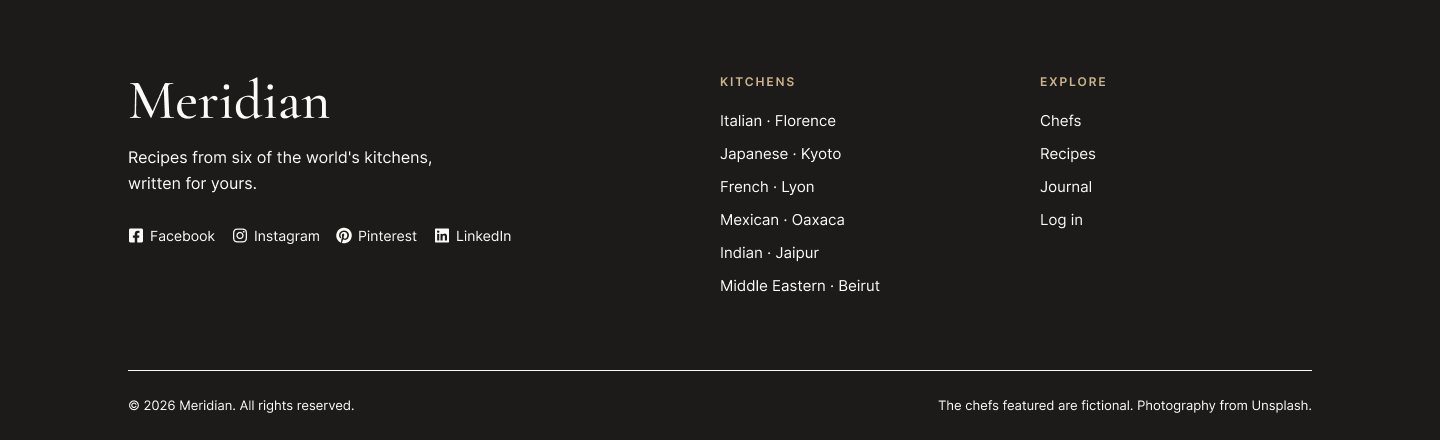 Meridian
Recipes from six of the world's kitchens,
written for yours.
Facebook Instagram Pinterest LinkedIn
KITCHENS
Italian · Florence
Japanese · Kyoto
French · Lyon
Mexican · Oaxaca
Indian · Jaipur
Middle Eastern · Beirut
EXPLORE
Chefs
Recipes
Journal
Log in
© 2026 Meridian. All rights reserved.
The chefs featured are fictional. Photography from Unsplash.